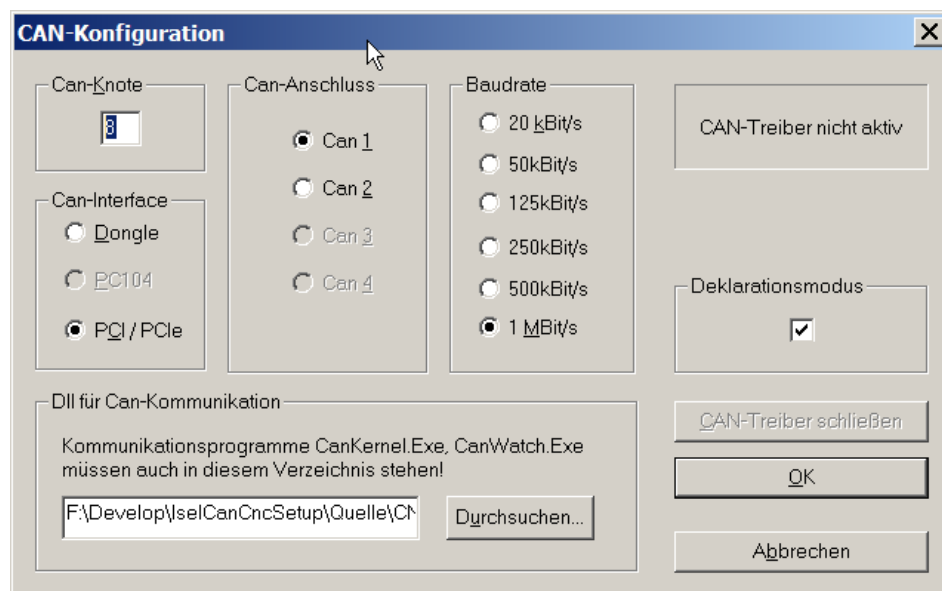 CAN-Konfiguration
Can-Knote
8
Can-Interface
Dongle
PC104
PCI / PCIe
Can-Anschluss
Can 1
Can 2
Can 3
Can 4
Baudrate
20 kBit/s
50kBit/s
125kBit/s
250kBit/s
500kBit/s
1 MBit/s
CAN-Treiber nicht aktiv
Deklarationsmodus
Dll für Can-Kommunikation
Kommunikationsprogramme CanKernel.Exe, CanWatch.Exe
müssen auch in diesem Verzeichnis stehen!
F:\Develop\IselCanCncSetup\Quelle\CN
Durchsuchen...
CAN-Treiber schließen
OK
Abbrechen